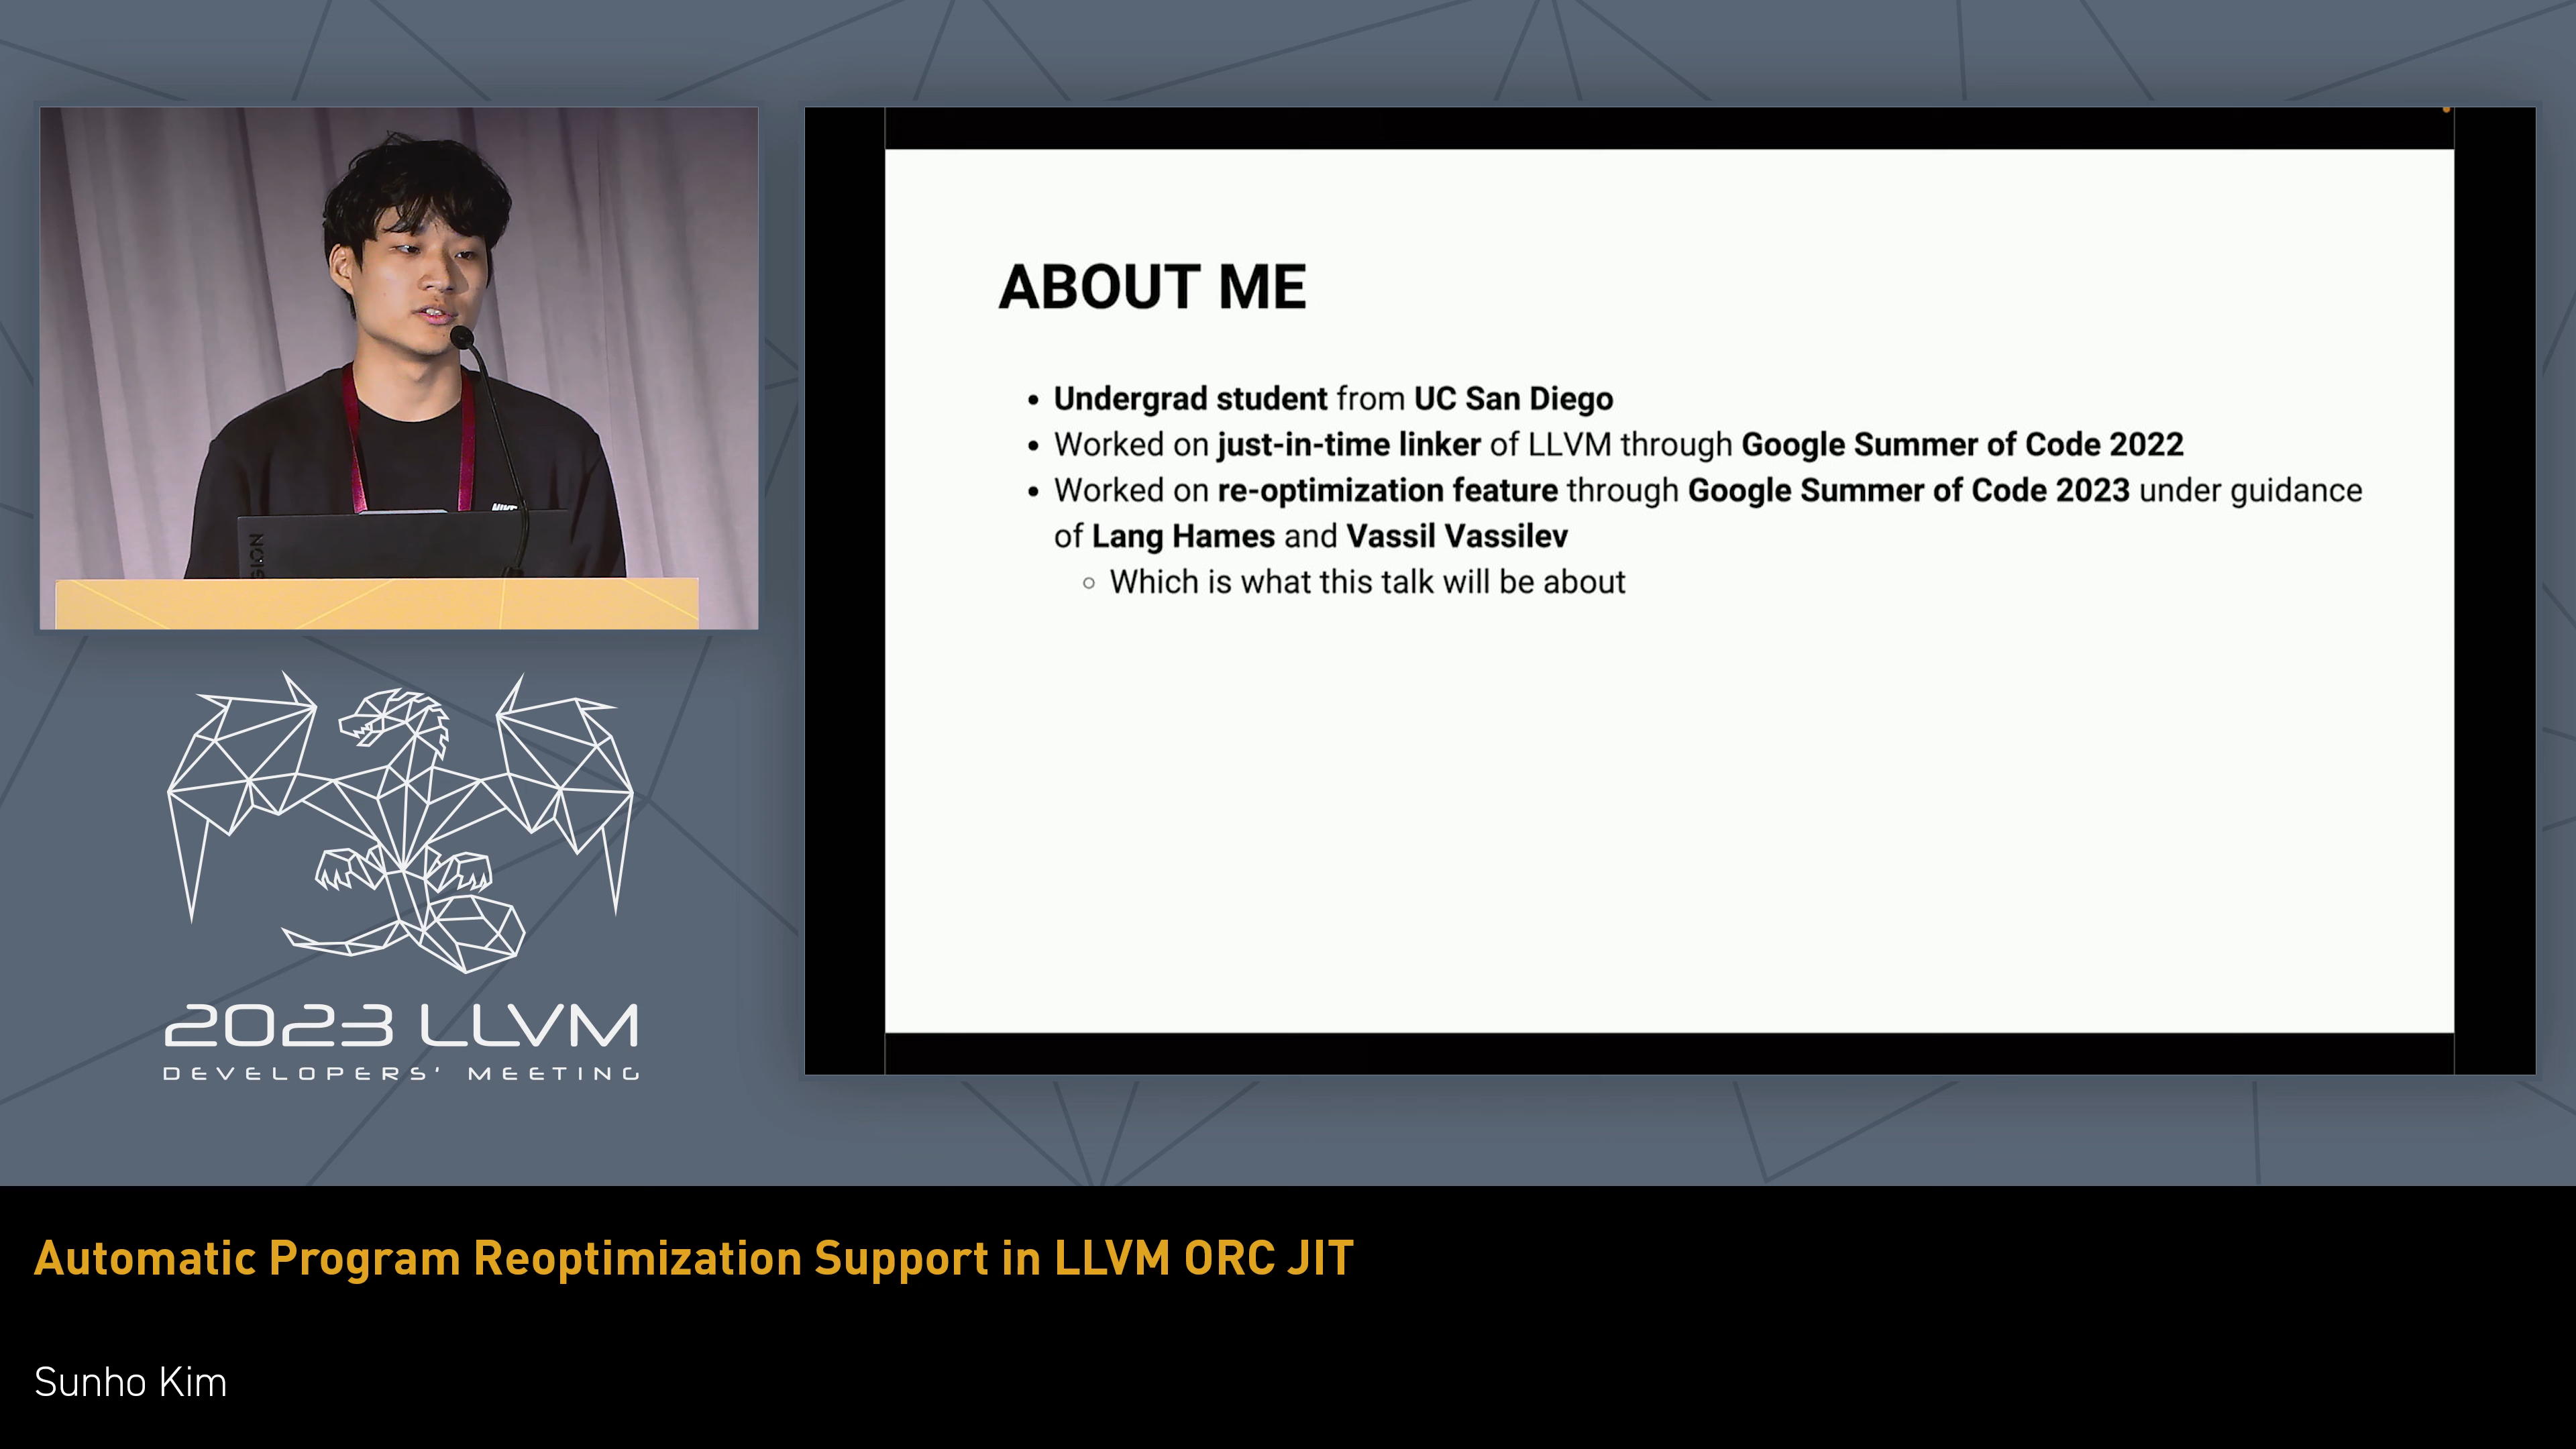 ABOUT ME
• Undergrad student from UC San Diego
• Worked on just-in-time linker of LLVM through Google Summer of Code 2022
• Worked on re-optimization feature through Google Summer of Code 2023 under guidance
of Lang Hames and Vassil Vassilev
○ Which is what this talk will be about
NIKE
2023 LLVM
DEVELOPERS' MEETING
Automatic Program Reoptimization Support in LLVM ORC JIT
Sunho Kim